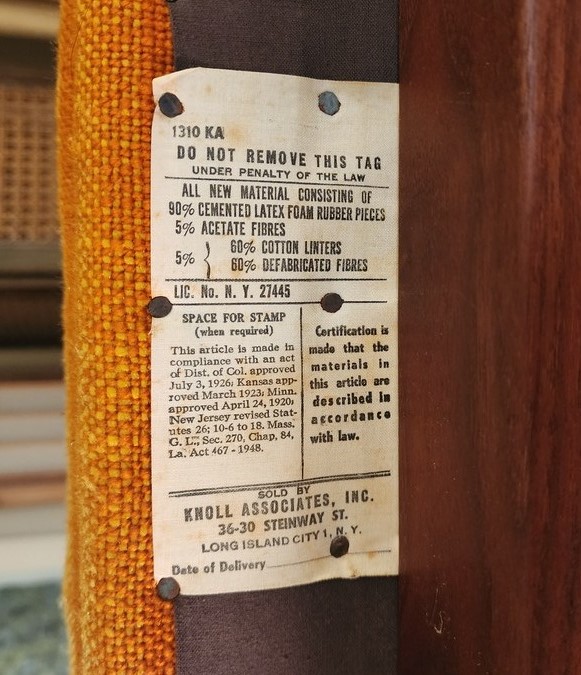 1310 KA
DO NOT REMOVE THIS TAG
UNDER PENALTY OF THE LAW
ALL NEW MATERIAL CONSISTING OF
90% CEMENTED LATEX FOAM RUBBER PIECES
5% ACETATE FIBRES
5% } 60% COTTON LINTERS
60% DEFABRICATED FIBRES
LIC. No. N. Y. 27445
SPACE FOR STAMP
(when required)
This article is made in
compliance with an act
of Dist. of Col. approved
July 3, 1926; Kansas app-
roved March 1923; Minn.
approved April 24, 1920;
New Jersey revised Stat-
utes 26; 10-6 to 18. Mass.
G. L., Sec. 270, Chap. 84,
La. Act 467 - 1948.
Certification is
made that the
materials in
this article are
described in
accordance
with law.
SOLD BY
KNOLL ASSOCIATES, INC.
36-30 STEINWAY ST.
LONG ISLAND CITY 1, N. Y.
Date of Delivery